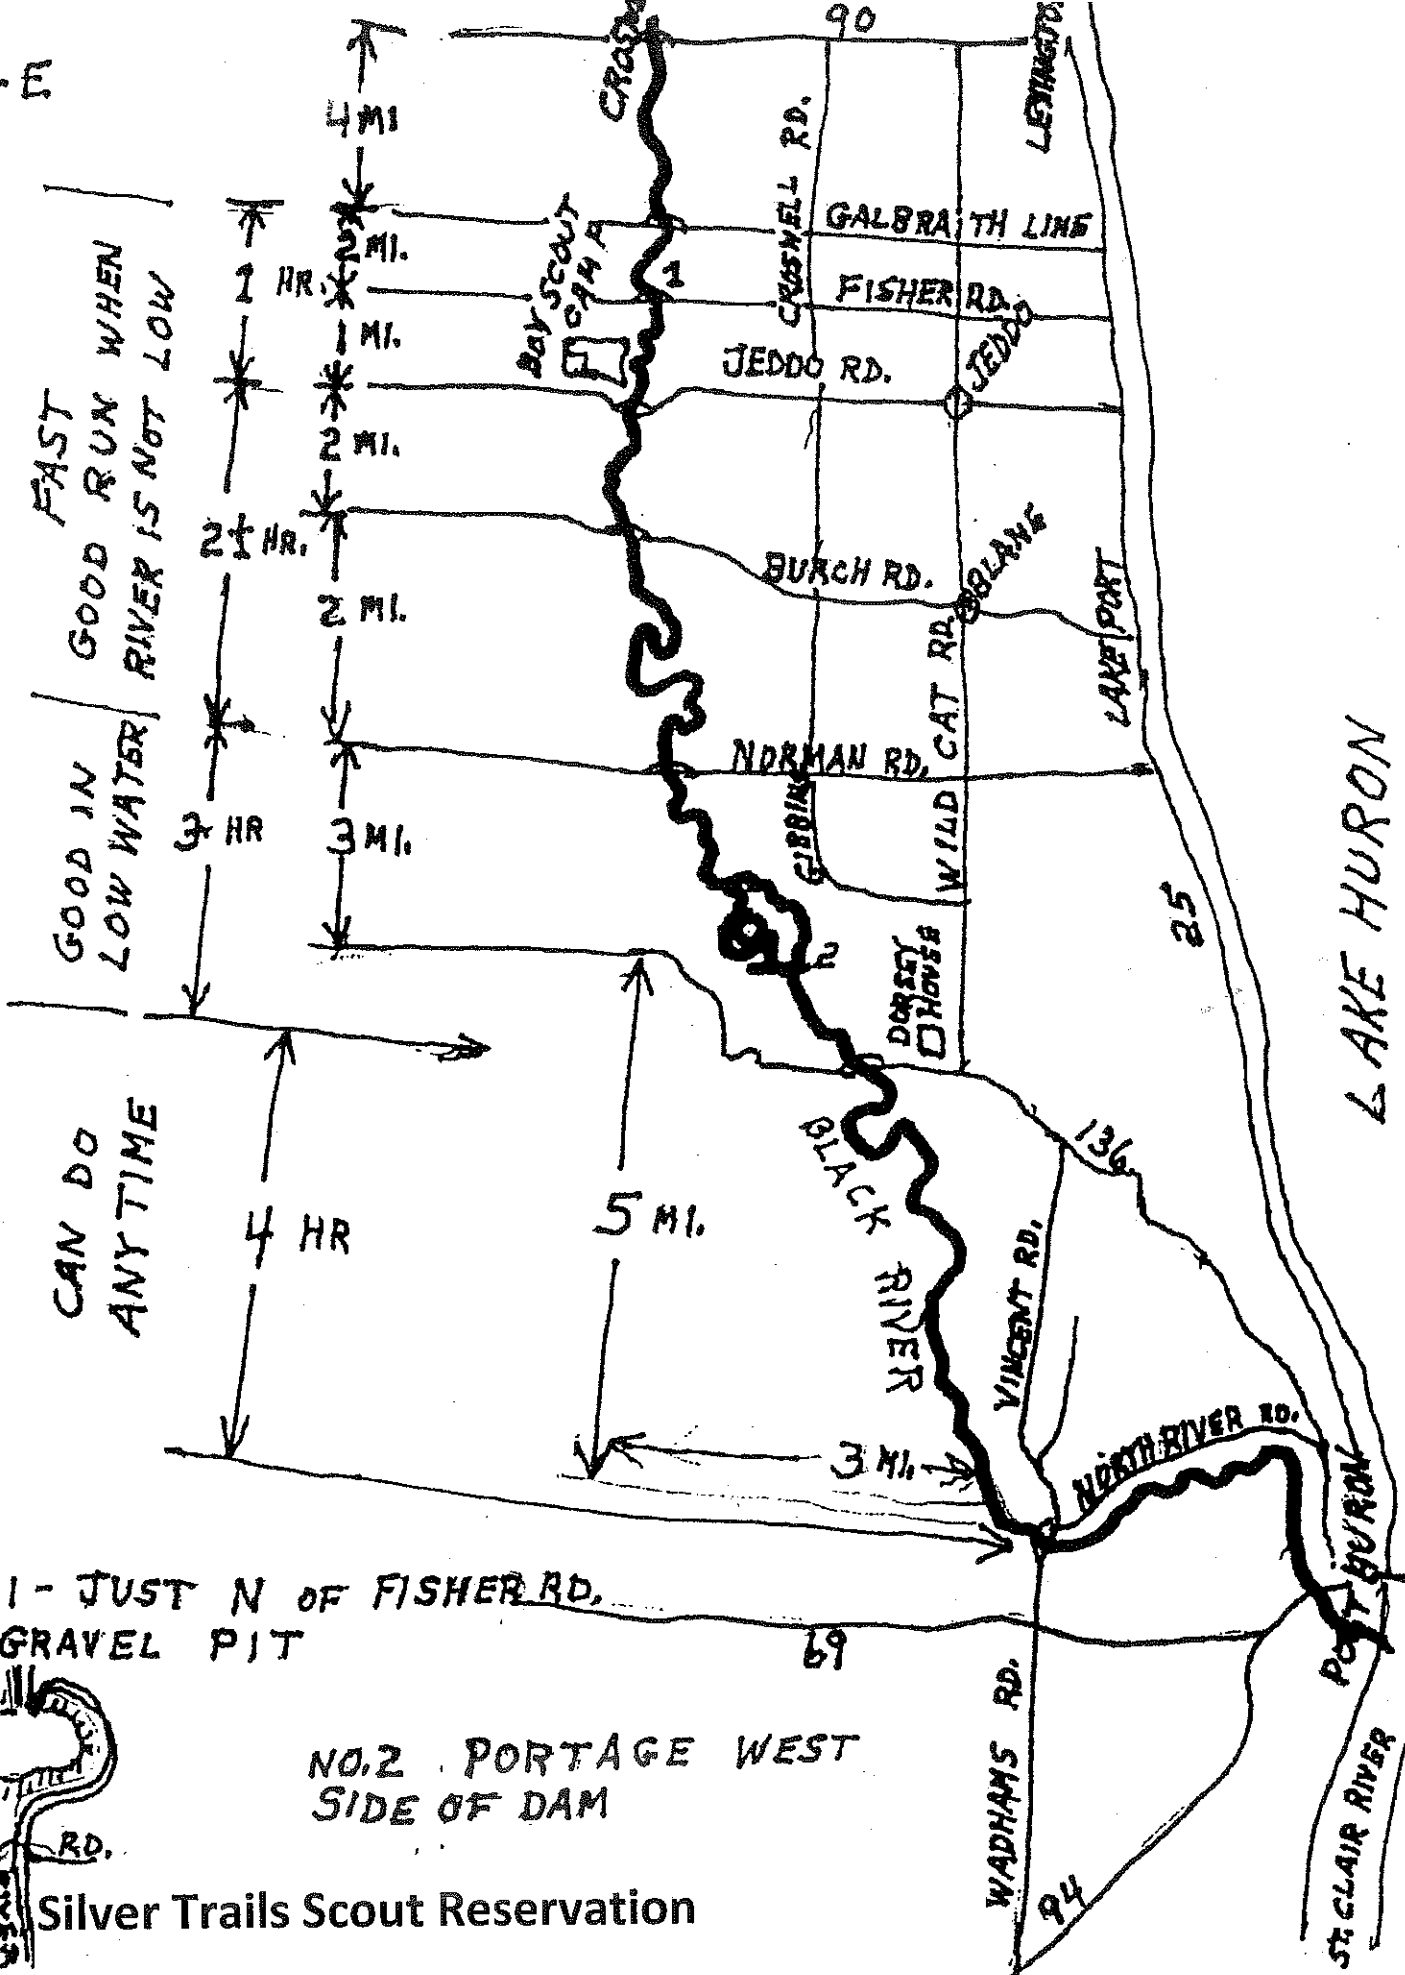 90
E
4 MI
GALBRAITH LINE
2 MI.
1 HR.
CROSWELL RD.
1
FISHER RD.
1 MI.
BOY SCOUT
CAMP
JEDDO RD.
JEDDO
FAST
GOOD RUN WHEN
RIVER IS NOT LOW
2 MI.
2½ HR.
BURCH RD.
BLANE
2 MI.
LAKE PORT
NORMAN RD.
GIBBINS
WILD CAT RD.
GOOD IN
LOW WATER
3 HR
3 MI.
25
LAKE HURON
2
DORSEY
HOUSE
136
CAN DO
ANYTIME
4 HR
5 MI.
BLACK RIVER
VINCENT RD.
NORTH RIVER RD.
3 MI.
PORT HURON
1 - JUST N OF FISHER RD.
GRAVEL PIT
69
NO.2 PORTAGE WEST
SIDE OF DAM
WADHAMS RD.
94
ST. CLAIR RIVER
RD.
Silver Trails Scout Reservation